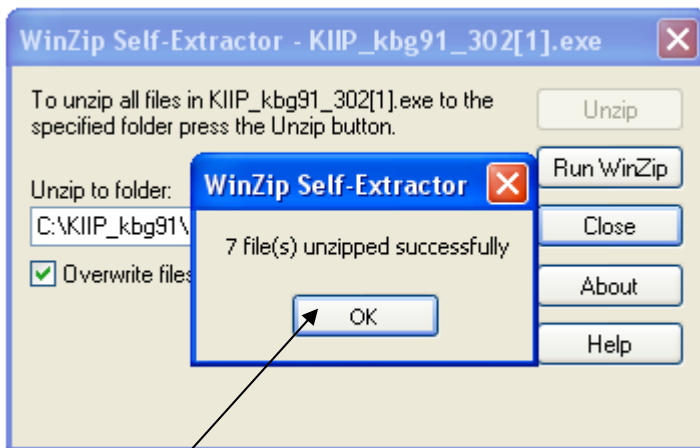 WinZip Self-Extractor - KIIP_kbg91_302[1].exe
To unzip all files in KIIP_kbg91_302[1].exe to the
specified folder press the Unzip button.
Unzip
Run WinZip
Unzip to folder:
C:\KIIP_kbg91\
Close
Overwrite files
About
Help
WinZip Self-Extractor
7 file(s) unzipped successfully
OK